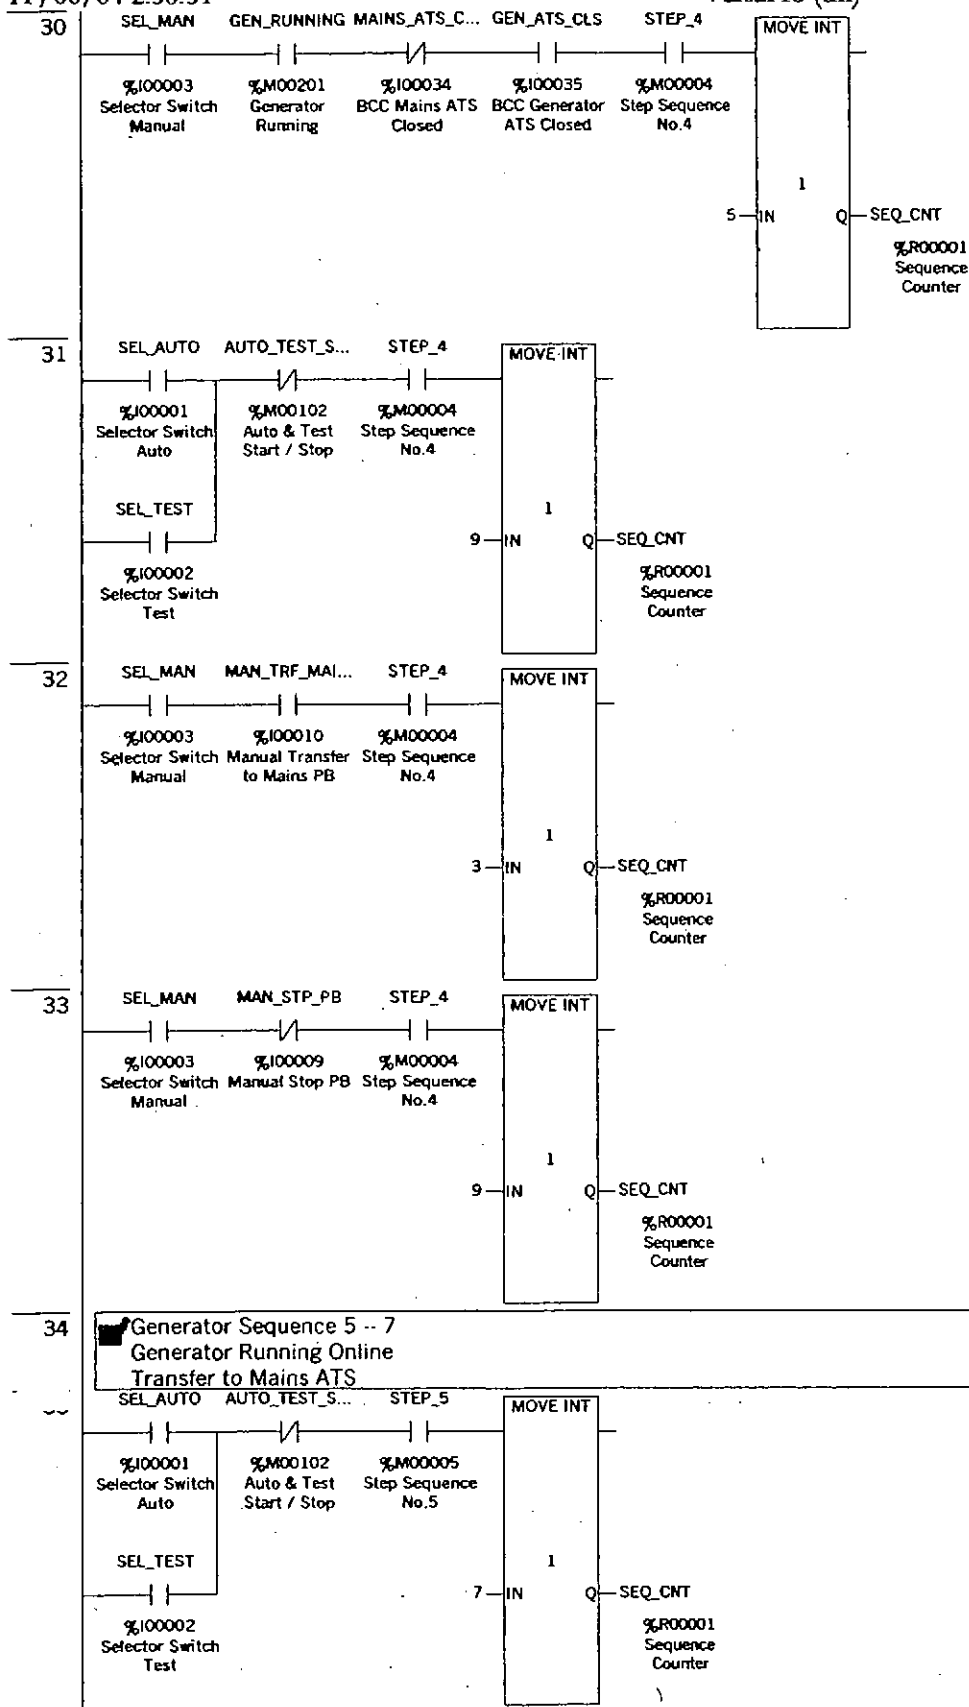 30
SEL_MAN GEN_RUNNING MAINS_ATS_C... GEN_ATS_CLS STEP_4
MOVE INT
%I00003 %M00201 %I00034 %I00035 %M00004
Selector Switch Generator BCC Mains ATS BCC Generator Step Sequence
Manual Running Closed ATS Closed No.4
1
5 IN Q SEQ_CNT
%R00001
Sequence
Counter
31
SEL_AUTO AUTO_TEST_S... STEP_4
MOVE INT
%I00001 %M00102 %M00004
Selector Switch Auto & Test Step Sequence
Auto Start / Stop No.4
SEL_TEST
1
9 IN Q SEQ_CNT
%I00002 %R00001
Selector Switch Sequence
Test Counter
32
SEL_MAN MAN_TRF_MAI... STEP_4
MOVE INT
%I00003 %I00010 %M00004
Selector Switch Manual Transfer Step Sequence
Manual to Mains PB No.4
1
3 IN Q SEQ_CNT
%R00001
Sequence
Counter
33
SEL_MAN MAN_STP_PB STEP_4
MOVE INT
%I00003 %I00009 %M00004
Selector Switch Manual Stop PB Step Sequence
Manual No.4
1
9 IN Q SEQ_CNT
%R00001
Sequence
Counter
34
Generator Sequence 5 -- 7
Generator Running Online
Transfer to Mains ATS
SEL_AUTO AUTO_TEST_S... STEP_5
MOVE INT
%I00001 %M00102 %M00005
Selector Switch Auto & Test Step Sequence
Auto Start / Stop No.5
SEL_TEST
1
7 IN Q SEQ_CNT
%I00002 %R00001
Selector Switch Sequence
Test Counter